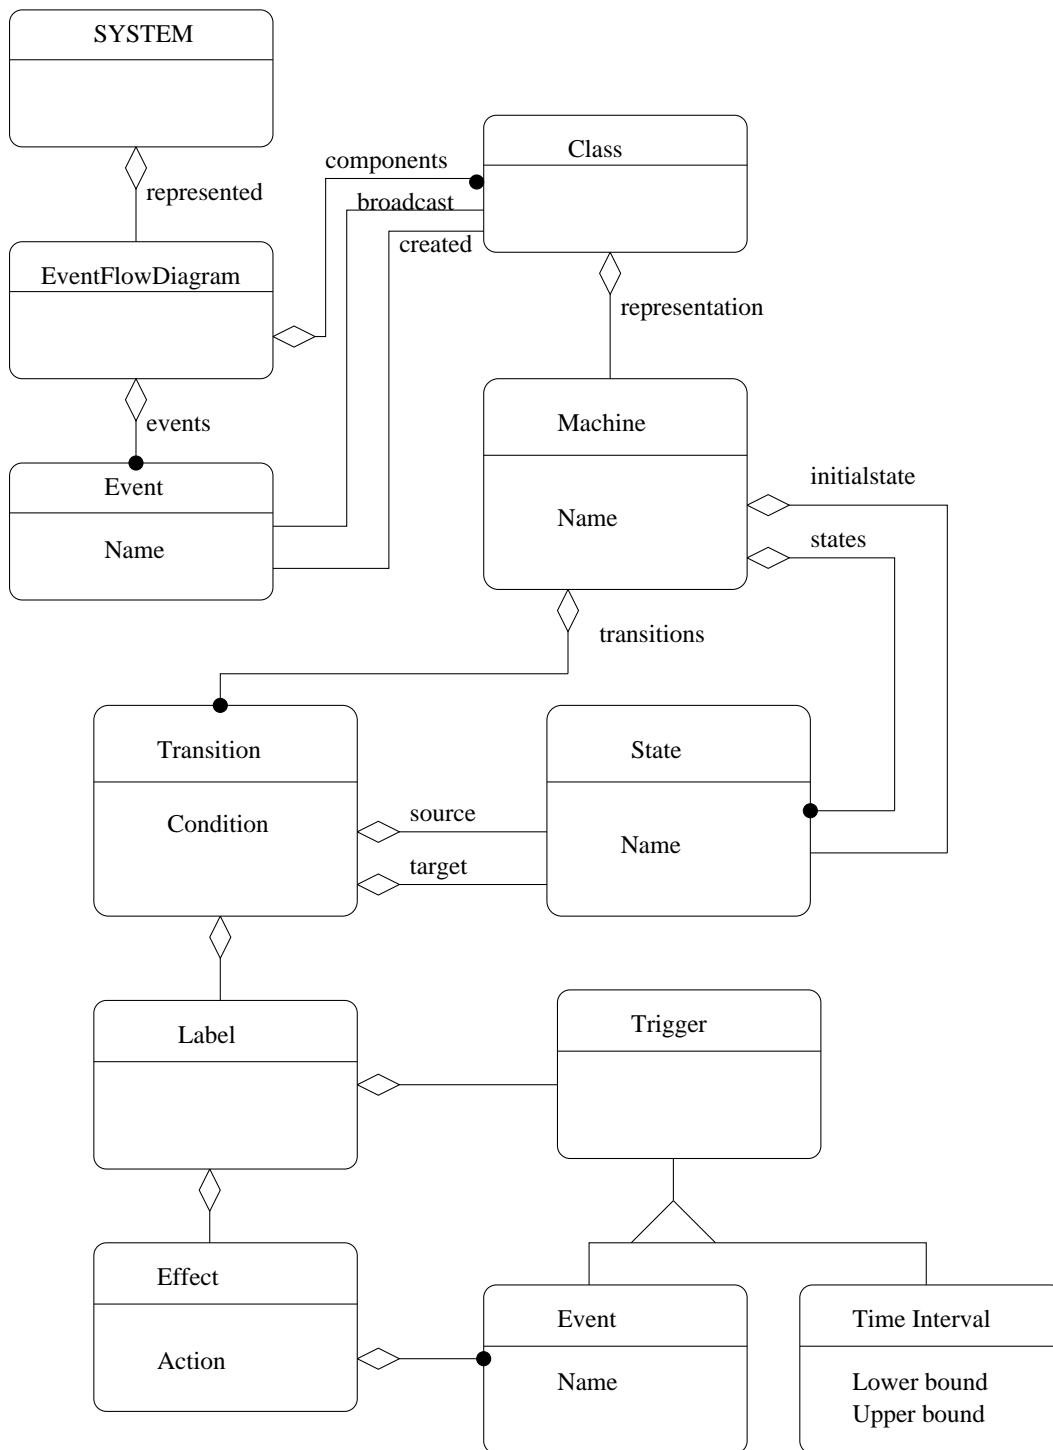 SYSTEM
represented
components
Class
broadcast
created
EventFlowDiagram
representation
events
Machine
Event
Name
Name
initialstate
states
transitions
Transition
Condition
State
Name
source
target
Label
Trigger
Effect
Action
Event
Name
Time Interval
Lower bound
Upper bound